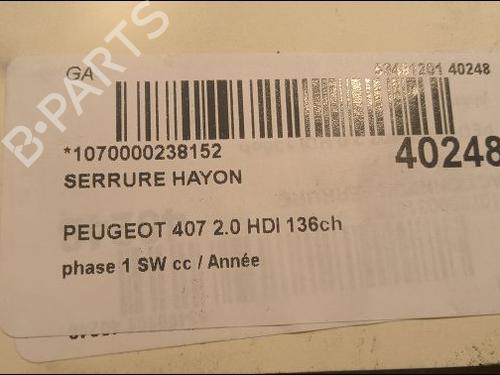 GA
40248
B-PARTS
*1070000238152
40248
SERRURE HAYON
PEUGEOT 407 2.0 HDI 136ch
phase 1 SW cc / Année